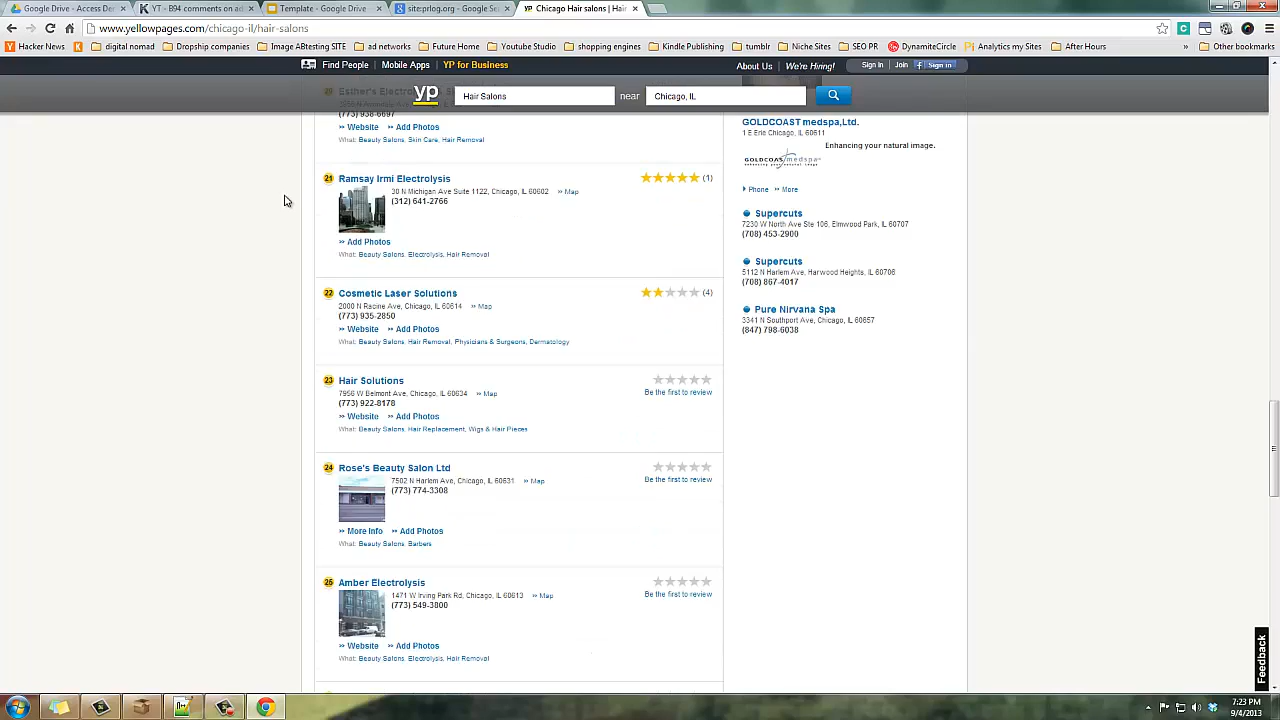 Google Drive - Access Den
YT - B94 comments on ad
Template - Google Drive
site:prlog.org - Google Se
Chicago Hair salons | Hair
www.yellowpages.com/chicago-il/hair-salons
Hacker News
digital nomad
Dropship companies
Image ABtesting SITE
ad networks
Future Home
Youtube Studio
shopping engines
Kindle Publishing
tumblr
Niche Sites
SEO PR
DynamiteCircle
Analytics my Sites
After Hours
»
Other bookmarks
Find People
Mobile Apps
YP for Business
About Us
We're Hiring!
Sign In
Join
f Sign in
yp
Hair Salons
near
Chicago, IL
(773) 938-6697
» Website » Add Photos
What: Beauty Salons, Skin Care, Hair Removal
21 Ramsay Irmi Electrolysis
(1)
30 N Michigan Ave Suite 1122, Chicago, IL 60602 » Map
(312) 641-2766
» Add Photos
What: Beauty Salons, Electrolysis, Hair Removal
22 Cosmetic Laser Solutions
(4)
2000 N Racine Ave, Chicago, IL 60614 » Map
(773) 935-2850
» Website » Add Photos
What: Beauty Salons, Hair Removal, Physicians & Surgeons, Dermatology
23 Hair Solutions
7956 W Belmont Ave, Chicago, IL 60634 » Map
Be the first to review
(773) 922-8178
» Website » Add Photos
What: Beauty Salons, Hair Replacement, Wigs & Hair Pieces
24 Rose's Beauty Salon Ltd
7502 N Harlem Ave, Chicago, IL 60631 » Map
Be the first to review
(773) 774-3308
» More Info » Add Photos
What: Beauty Salons, Barbers
25 Amber Electrolysis
1471 W Irving Park Rd, Chicago, IL 60613 » Map
Be the first to review
(773) 549-3800
» Website » Add Photos
What: Beauty Salons, Electrolysis, Hair Removal
GOLDCOAST medspa,Ltd.
1 E Erie Chicago, IL 60611
Enhancing your natural image.
GOLDCOAST medspa
Phone » More
Supercuts
7230 W North Ave Ste 106, Elmwood Park, IL 60707
(708) 453-2900
Supercuts
5112 N Harlem Ave, Harwood Heights, IL 60706
(708) 867-4017
Pure Nirvana Spa
3341 N Southport Ave, Chicago, IL 60657
(847) 798-6038
Feedback
7:23 PM
9/4/2013